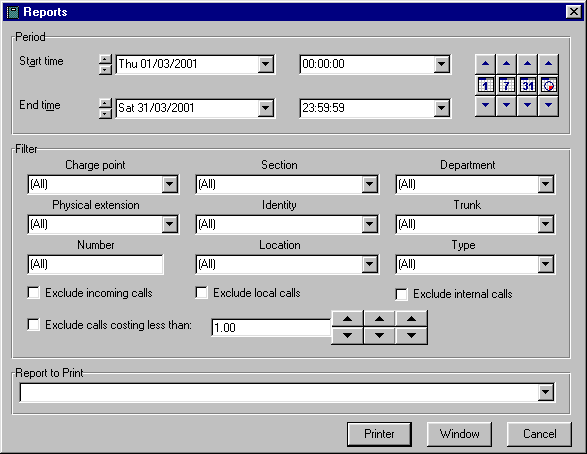 Reports
Period
Start time Thu 01/03/2001 00:00:00
1 7 31
End time Sat 31/03/2001 23:59:59
Filter
Charge point Section Department
(All) (All) (All)
Physical extension Identity Trunk
(All) (All) (All)
Number Location Type
(All) (All) (All)
Exclude incoming calls Exclude local calls Exclude internal calls
Exclude calls costing less than: 1.00
Report to Print
Printer Window Cancel